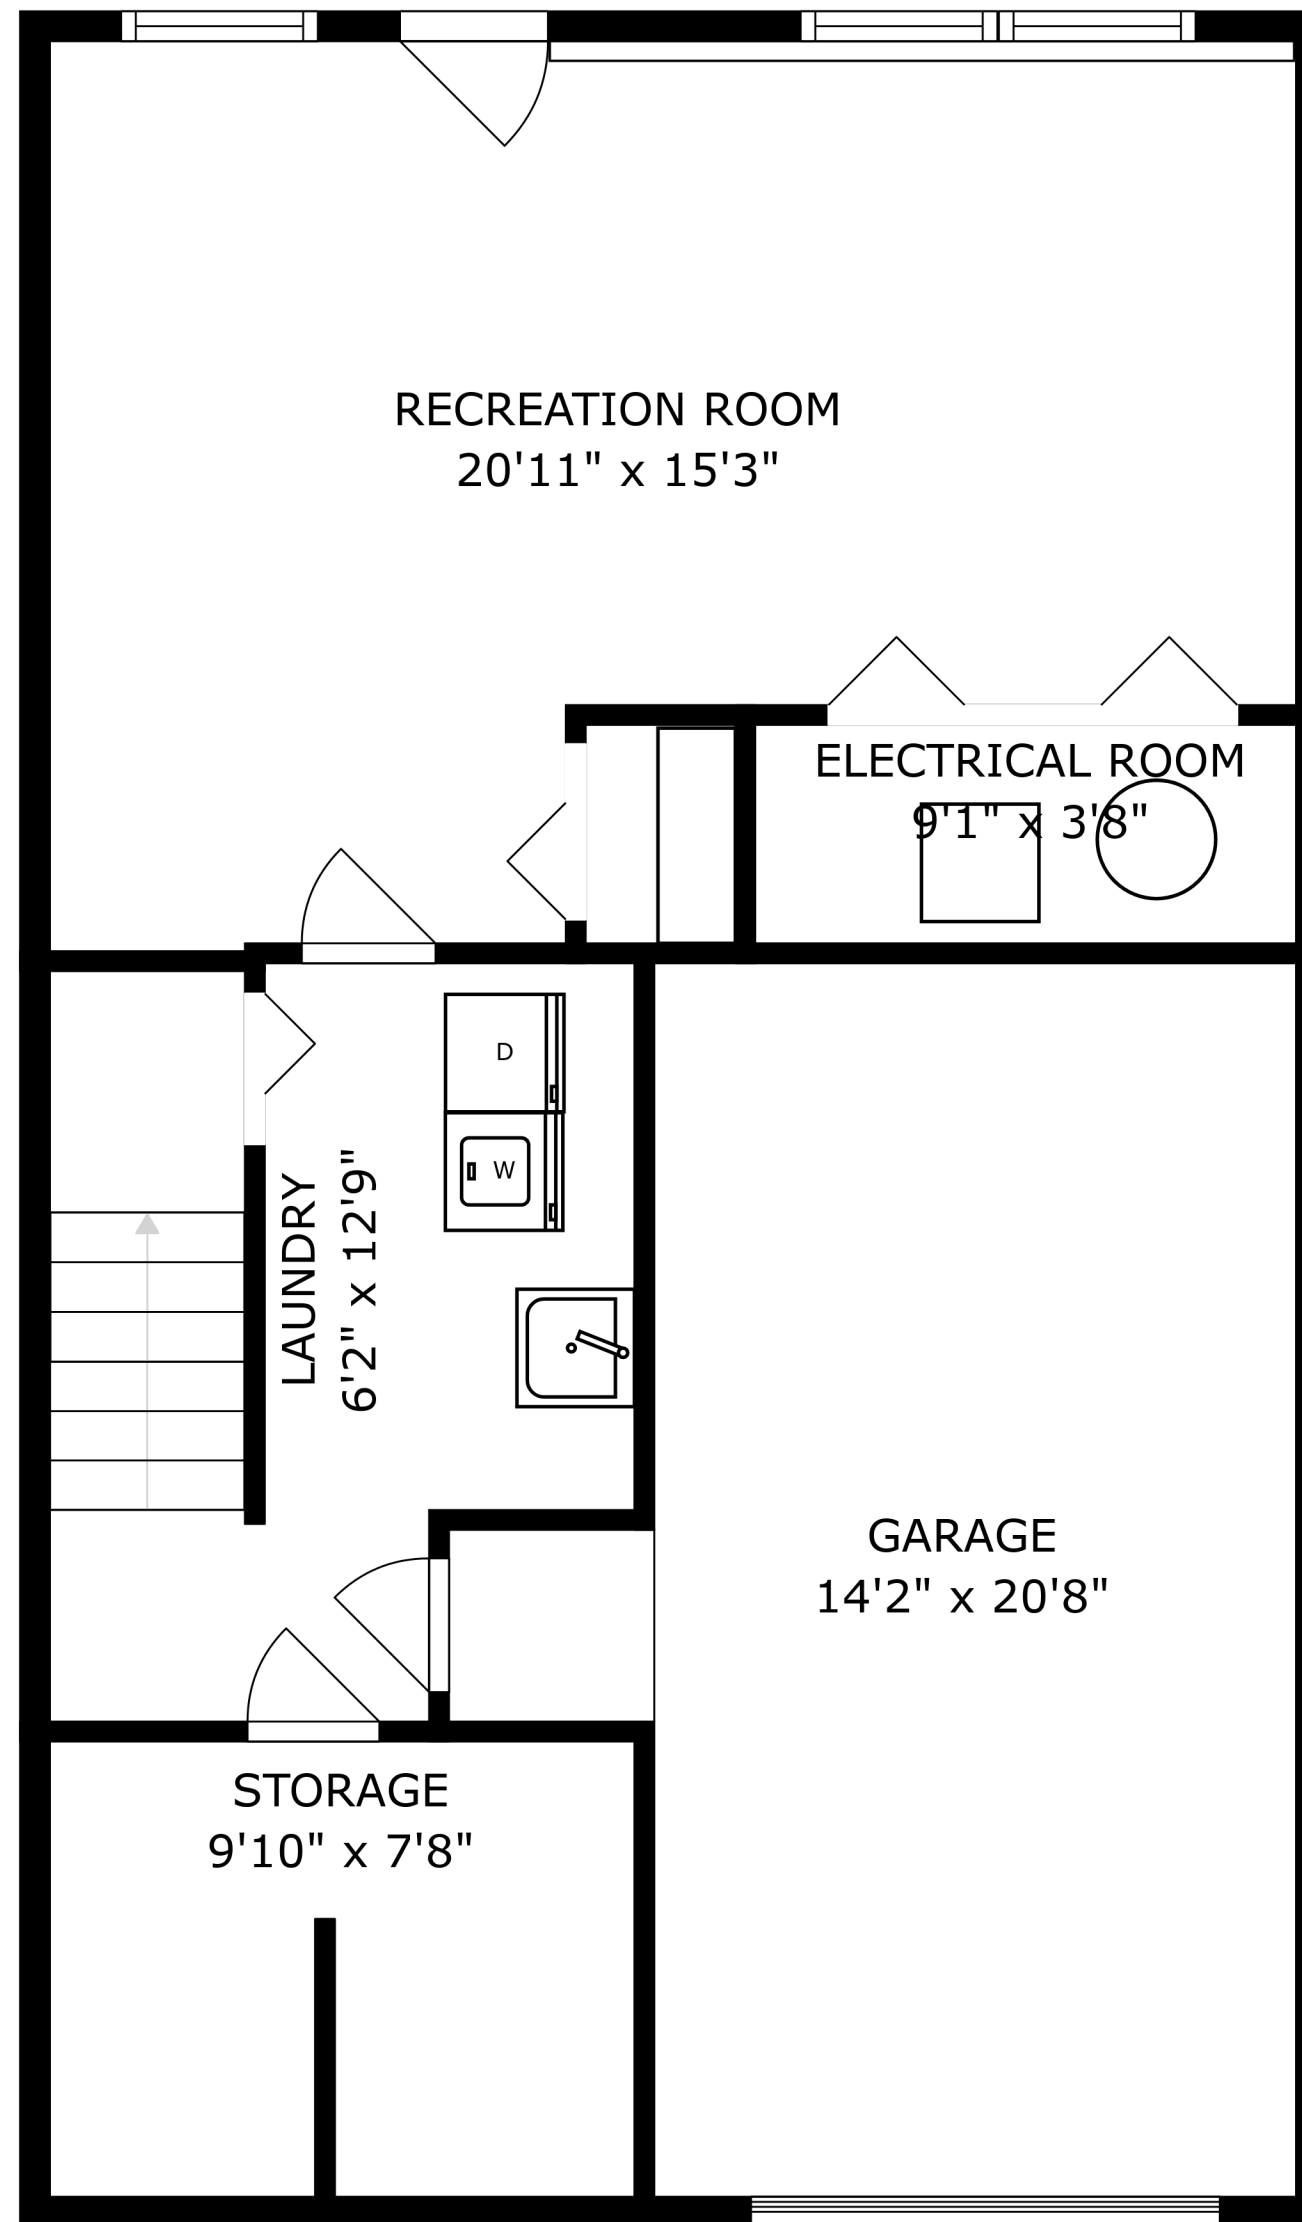 RECREATION ROOM
20'11" x 15'3"
ELECTRICAL ROOM
9'1" x 3'8"
D
W
LAUNDRY
6'2" x 12'9"
GARAGE
14'2" x 20'8"
STORAGE
9'10" x 7'8"